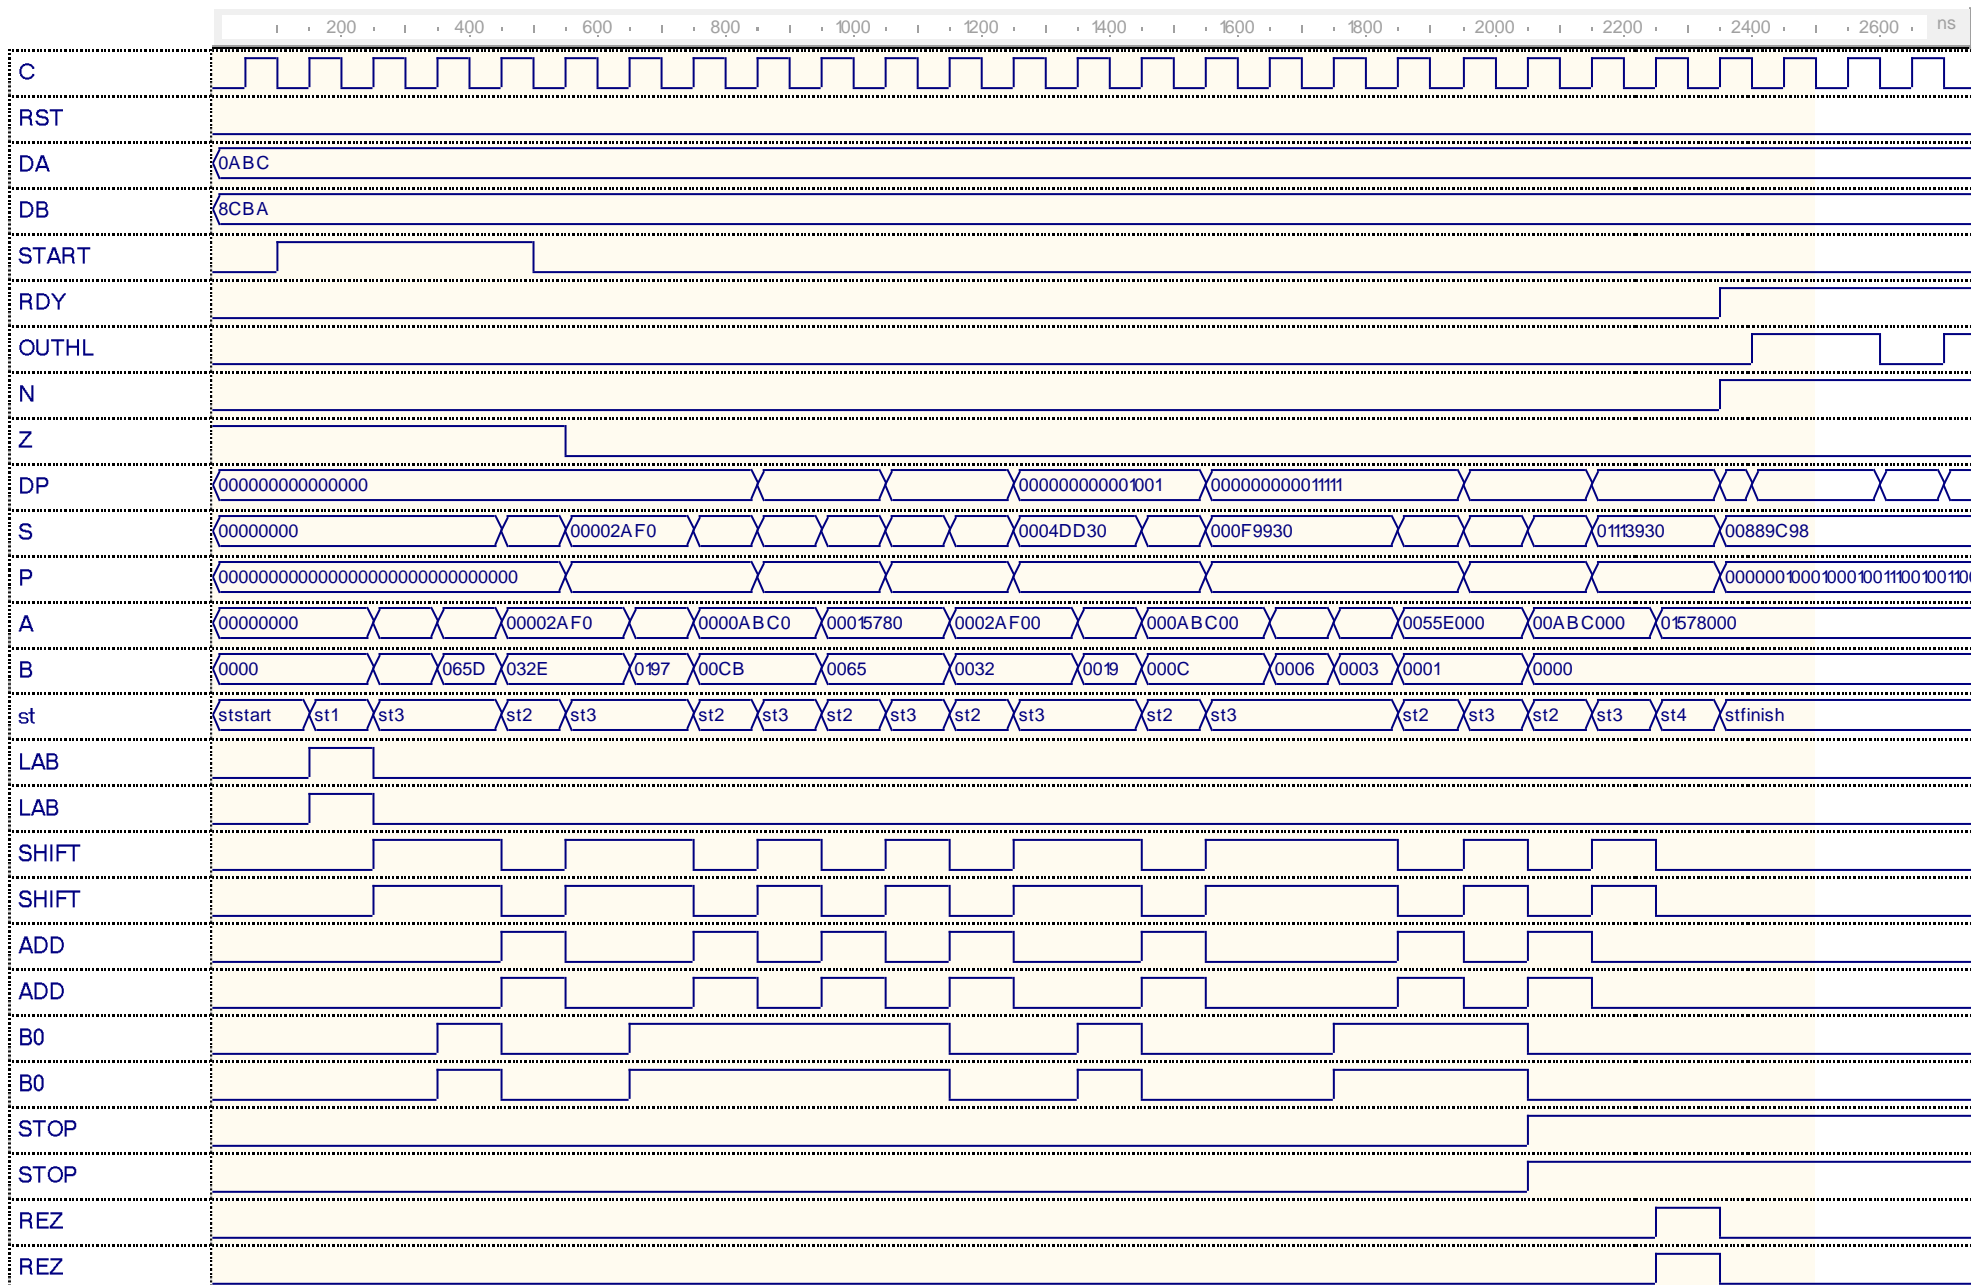 200 400 600 800 1000 1200 1400 1600 1800 2000 2200 2400 2600 ns
C
RST
DA 0ABC
DB 8CBA
START
RDY
OUTHL
N
Z
DP 000000000000000 000000000001001 000000000011111
S 00000000 00002AF0 0004DD30 000F9930 01113930 00889C98
P 0000000000000000000000000000000
A 00000000 00002AF0 0000ABC0 00015780 0002AF00 000ABC00 0055E000 00ABC000 01578000
B 0000 065D 032E 0197 00CB 0065 0032 0019 000C 0006 0003 0001 0000
st ststart st1 st3 st2 st3 st2 st3 st2 st3 st2 st3 st2 st3 st2 st3 st2 st3 st4 stfinish
LAB
LAB
SHIFT
SHIFT
ADD
ADD
B0
B0
STOP
STOP
REZ
REZ